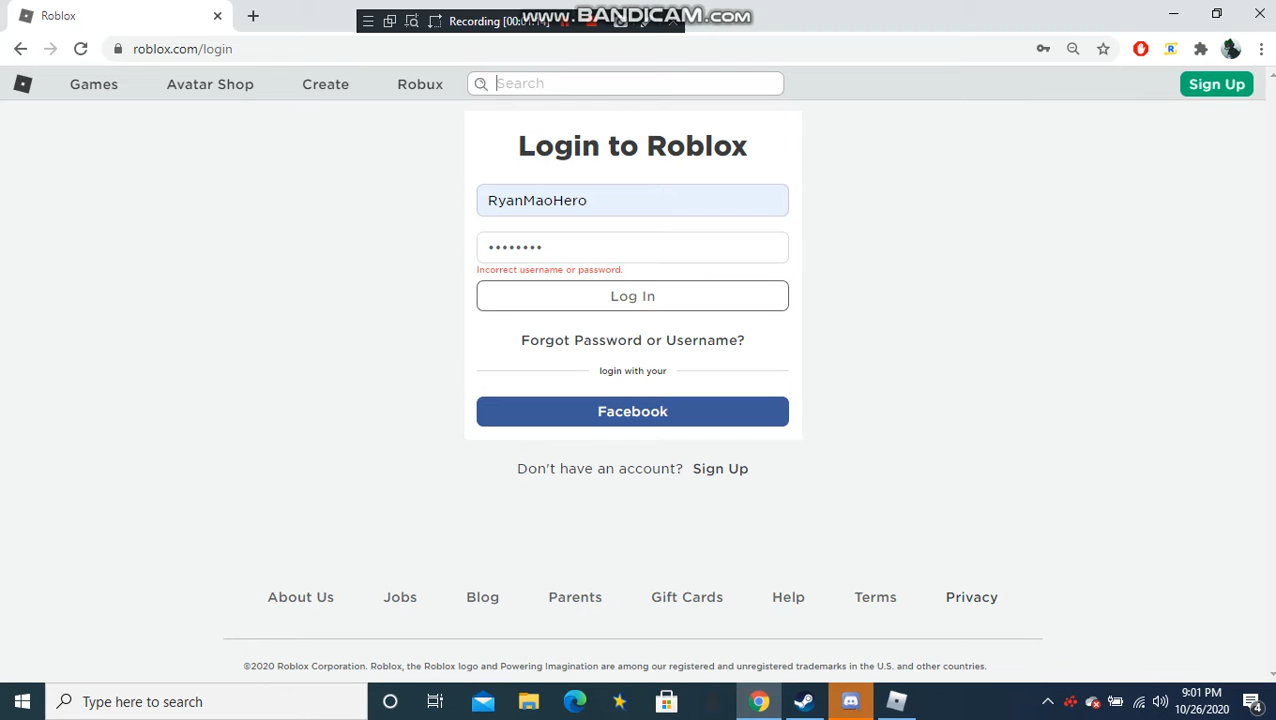 Roblox
Recording
www.BANDICAM.com
roblox.com/login
Games
Avatar Shop
Create
Robux
Search
Sign Up
Login to Roblox
RyanMaoHero
••••••••
Incorrect username or password.
Log In
Forgot Password or Username?
login with your
Facebook
Don't have an account? Sign Up
About Us
Jobs
Blog
Parents
Gift Cards
Help
Terms
Privacy
©2020 Roblox Corporation. Roblox, the Roblox logo and Powering Imagination are among our registered and unregistered trademarks in the U.S. and other countries.
Type here to search
9:01 PM
10/26/2020
4